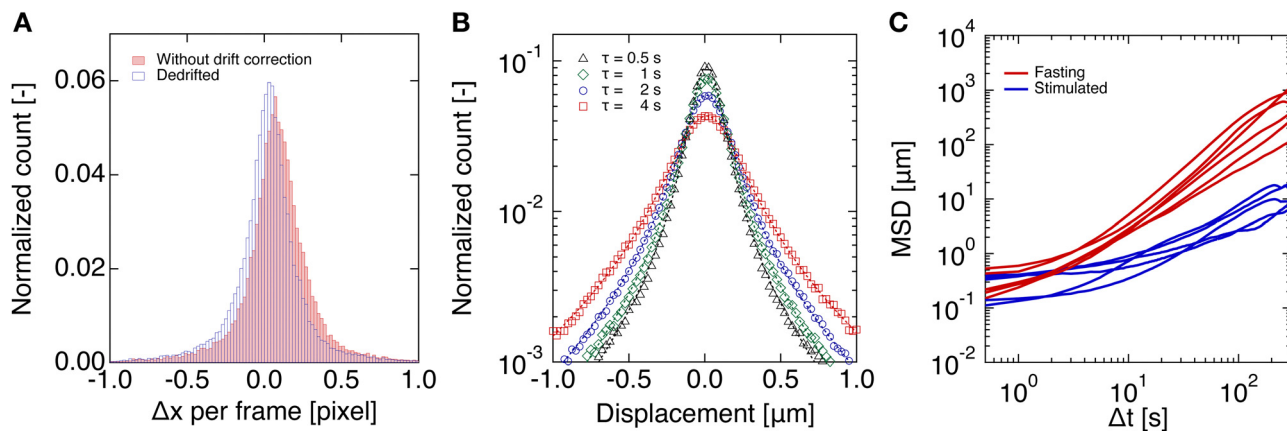 A
Normalized count [-]
0.06
0.04
0.02
0.00
Without drift correction
Dedrifted
-1.0
-0.5
0.0
0.5
1.0
Δx per frame [pixel]
B
Normalized count [-]
10⁻¹
10⁻²
10⁻³
τ = 0.5 s
τ = 1 s
τ = 2 s
τ = 4 s
-1.0
-0.5
0.0
0.5
1.0
Displacement [µm]
C
MSD [µm]
10⁴
10³
10²
10¹
10⁰
10⁻¹
10⁻²
Fasting
Stimulated
10⁰
10¹
10²
Δt [s]